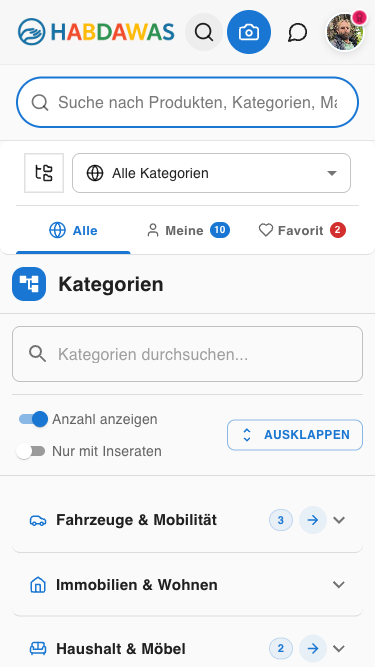 HABDAWAS
Suche nach Produkten, Kategorien, Ma
Alle Kategorien
Alle
Meine 10
Favorit 2
Kategorien
Kategorien durchsuchen...
Anzahl anzeigen
Nur mit Inseraten
AUSKLAPPEN
Fahrzeuge & Mobilität 3
Immobilien & Wohnen
Haushalt & Möbel 2